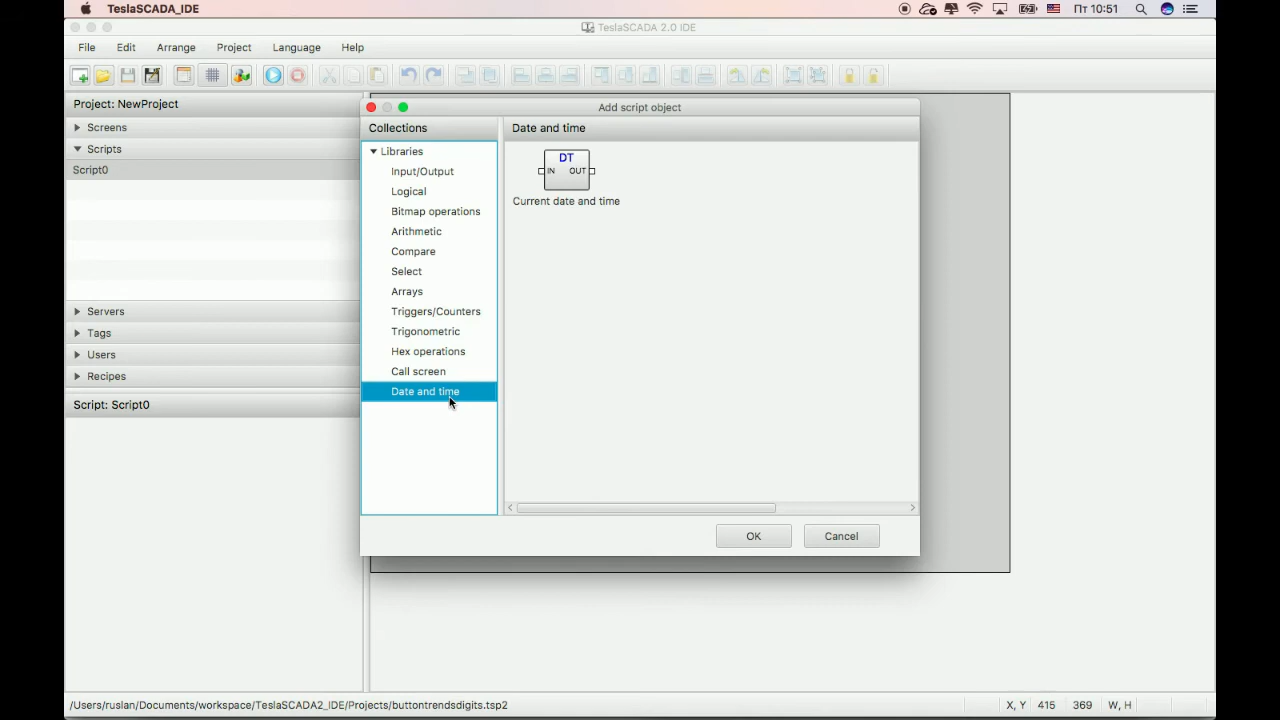 TeslaSCADA_IDE
Пт 10:51
TeslaSCADA 2.0 IDE
File Edit Arrange Project Language Help
Project: NewProject
Screens
Scripts
Script0
Servers
Tags
Users
Recipes
Script: Script0
Add script object
Collections
Libraries
Input/Output
Logical
Bitmap operations
Arithmetic
Compare
Select
Arrays
Triggers/Counters
Trigonometric
Hex operations
Call screen
Date and time
Date and time
DT
IN OUT
Current date and time
OK Cancel
/Users/ruslan/Documents/workspace/TeslaSCADA2_IDE/Projects/buttontrendsdigits.tsp2
X, Y 415 369 W, H